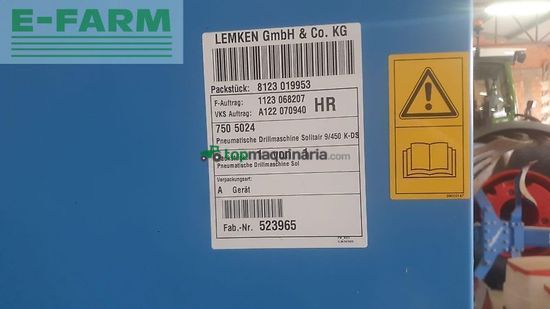 E-FARM
LEMKEN GmbH & Co. KG
Packstück: 8123 019953
F-Auftrag: 1123 068207
VKS Auftrag: A122 070940 HR
750 5024
Pneumatische Drillmaschine Solitair 9/450 K-DS
topmaquinaria.com
Pneumatische Drillmaschine Sol
Verpackungsart:
A Gerät
Fab.-Nr. 523965